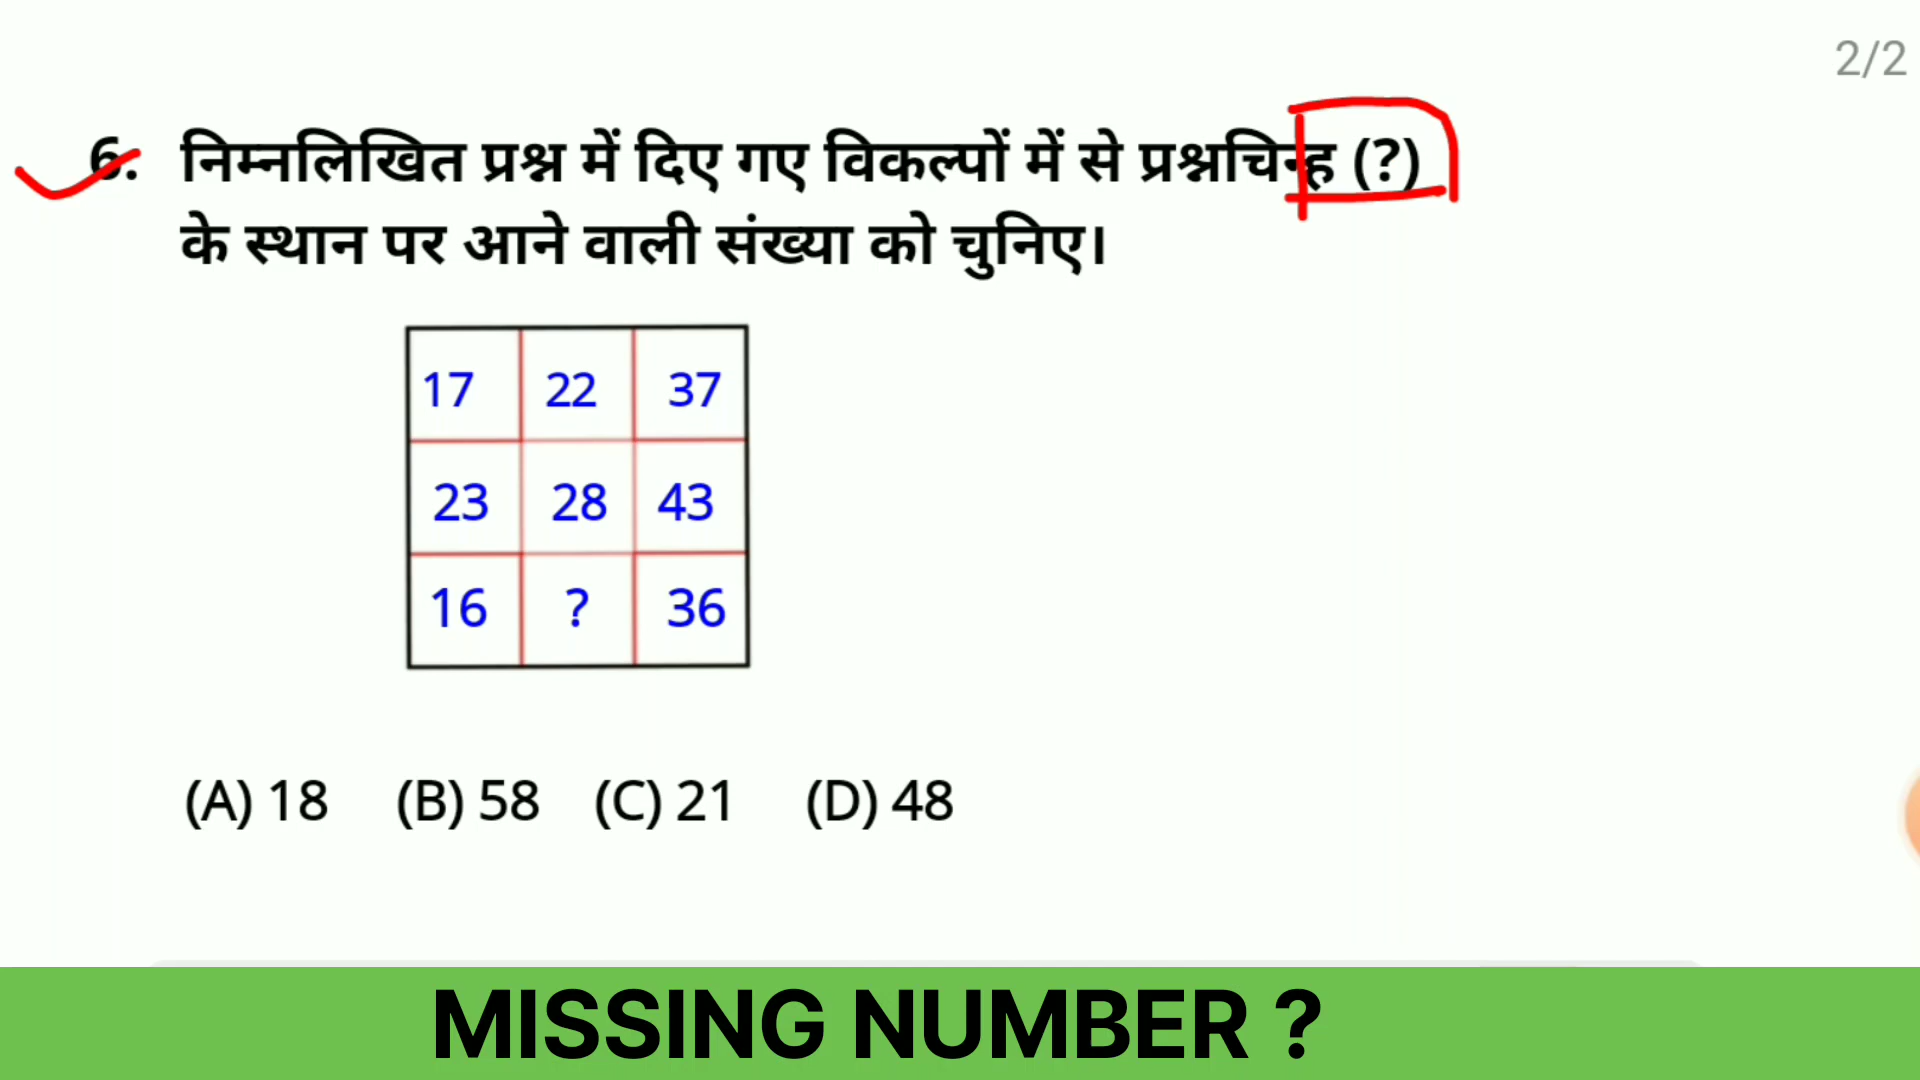 2/2
6. निम्नलिखित प्रश्न में दिए गए विकल्पों में से प्रश्नचिन्ह (?)
के स्थान पर आने वाली संख्या को चुनिए।
17 22 37
23 28 43
16 ? 36
(A) 18 (B) 58 (C) 21 (D) 48
MISSING NUMBER ?